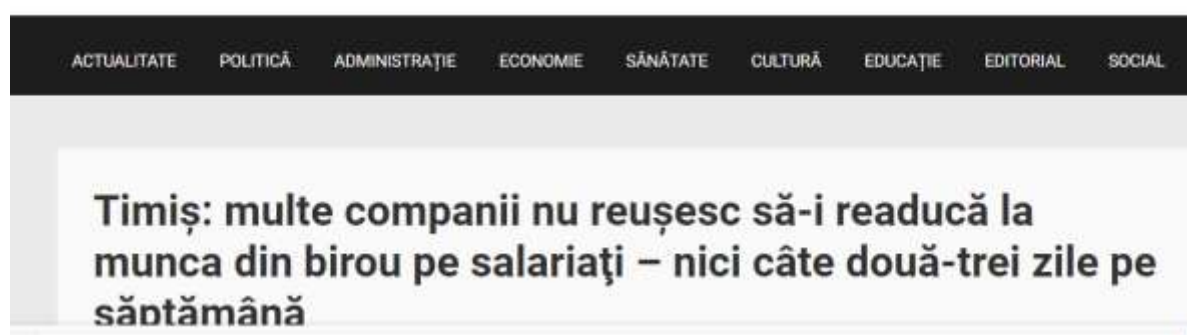 ACTUALITATE POLITICĂ ADMINISTRAȚIE ECONOMIE SĂNĂTATE CULTURĂ EDUCAȚIE EDITORIAL SOCIAL
Timiș: multe companii nu reușesc să-i readucă la
munca din birou pe salariaţi – nici câte două-trei zile pe
săptămână